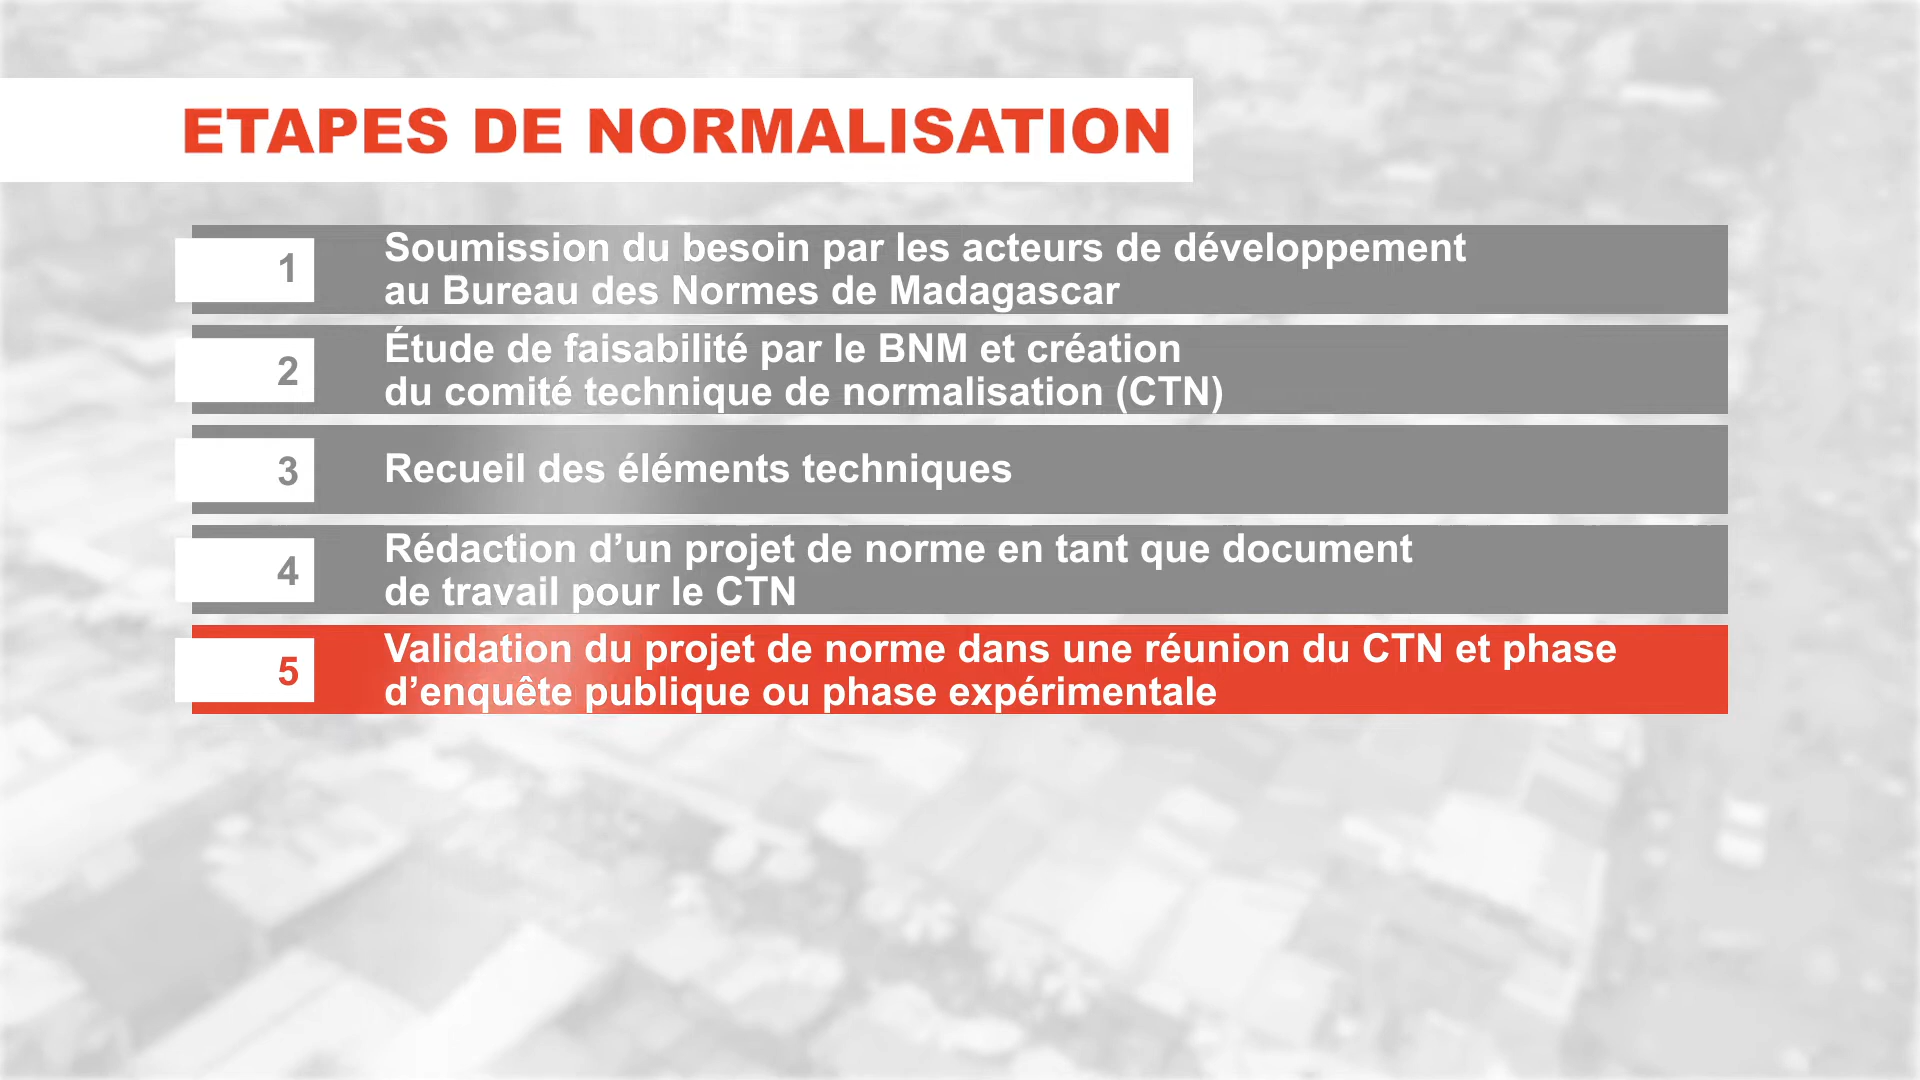 ETAPES DE NORMALISATION
1
Soumission du besoin par les acteurs de développement
au Bureau des Normes de Madagascar
2
Étude de faisabilité par le BNM et création
du comité technique de normalisation (CTN)
3
Recueil des éléments techniques
4
Rédaction d’un projet de norme en tant que document
de travail pour le CTN
5
Validation du projet de norme dans une réunion du CTN et phase
d’enquête publique ou phase expérimentale